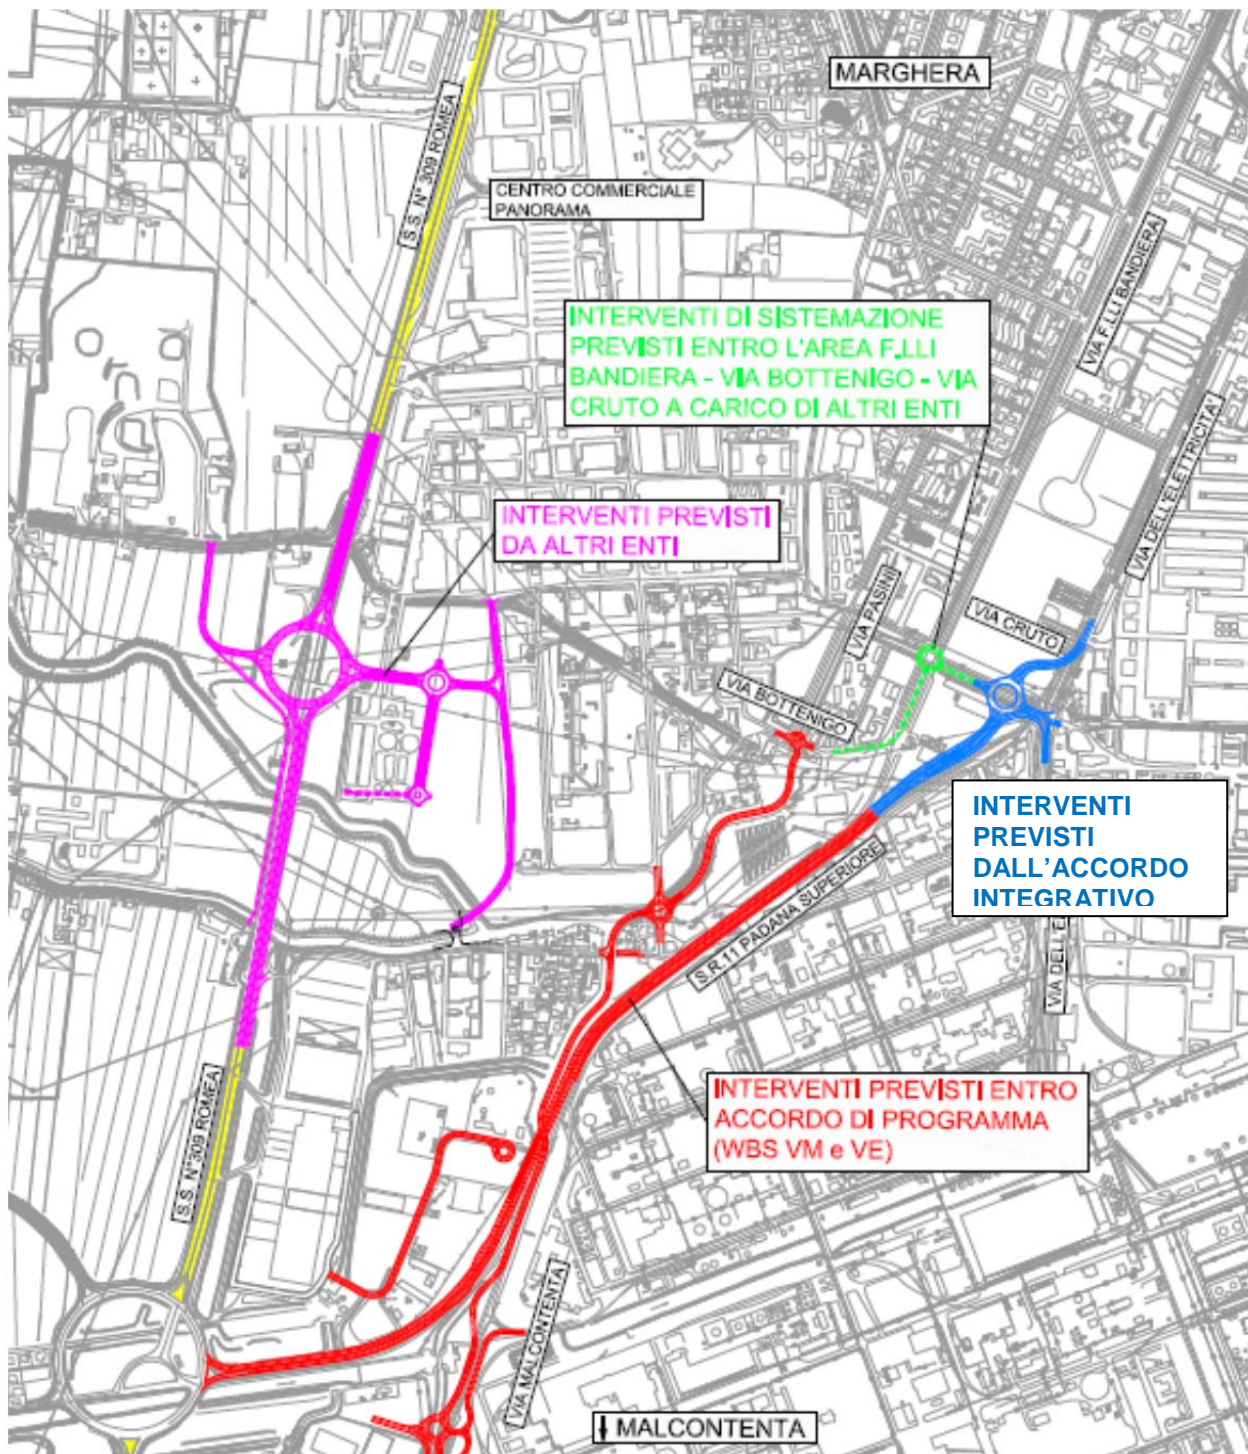 MARGHERA
S.S. N° 309 ROMEA
CENTRO COMMERCIALE
PANORAMA
VIA F.LLI BANDIERA
INTERVENTI DI SISTEMAZIONE
PREVISTI ENTRO L'AREA F.LLI
BANDIERA - VIA BOTTENIGO - VIA
CRUTO A CARICO DI ALTRI ENTI
VIA DELL'ELETTRICITA'
INTERVENTI PREVISTI
DA ALTRI ENTI
VIA PASINI
VIA CRUTO
VIA BOTTENIGO
INTERVENTI
PREVISTI
DALL'ACCORDO
INTEGRATIVO
S.R.11 PADANA SUPERIORE
VIA DELL'E
INTERVENTI PREVISTI ENTRO
ACCORDO DI PROGRAMMA
(WBS VM e VE)
S.S. N°309 ROMEA
VIA MALCONTENTA
MALCONTENTA